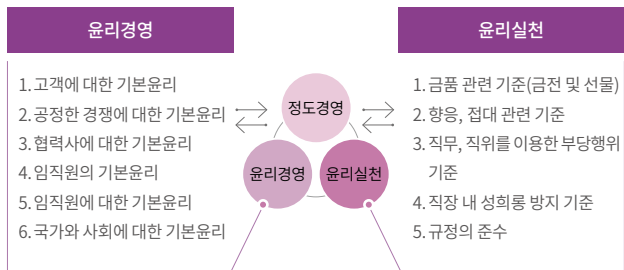 윤리경영
1. 고객에 대한 기본윤리
2. 공정한 경쟁에 대한 기본윤리
3. 협력사에 대한 기본윤리
4. 임직원의 기본윤리
5. 임직원에 대한 기본윤리
6. 국가와 사회에 대한 기본윤리
정도경영
윤리경영
윤리실천
윤리실천
1. 금품 관련 기준(금전 및 선물)
2. 향응, 접대 관련 기준
3. 직무, 직위를 이용한 부당행위
기준
4. 직장 내 성희롱 방지 기준
5. 규정의 준수